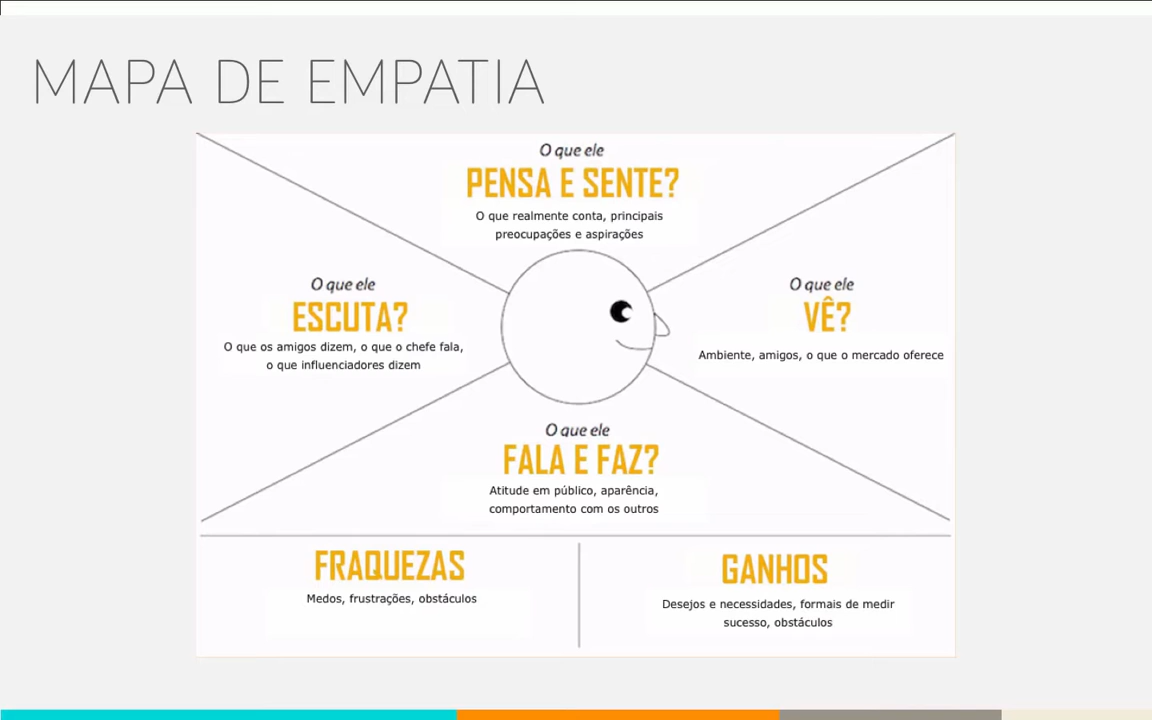 MAPA DE EMPATIA
O que ele
PENSA E SENTE?
O que realmente conta, principais
preocupações e aspirações
O que ele
ESCUTA?
O que os amigos dizem, o que o chefe fala,
o que influenciadores dizem
O que ele
VÊ?
Ambiente, amigos, o que o mercado oferece
O que ele
FALA E FAZ?
Atitude em público, aparência,
comportamento com os outros
FRAQUEZAS
Medos, frustrações, obstáculos
GANHOS
Desejos e necessidades, formais de medir
sucesso, obstáculos